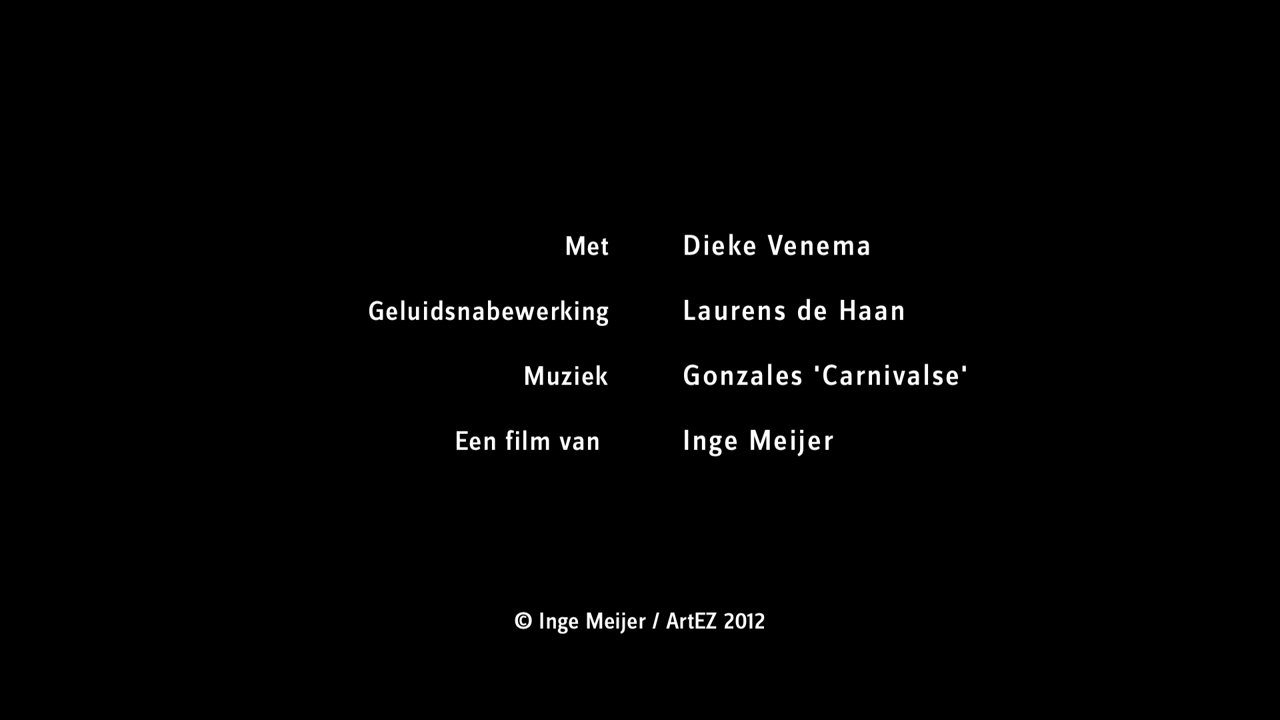 Met Dieke Venema
Geluidsnabewerking Laurens de Haan
Muziek Gonzales 'Carnivalse'
Een film van Inge Meijer
© Inge Meijer / ArtEZ 2012